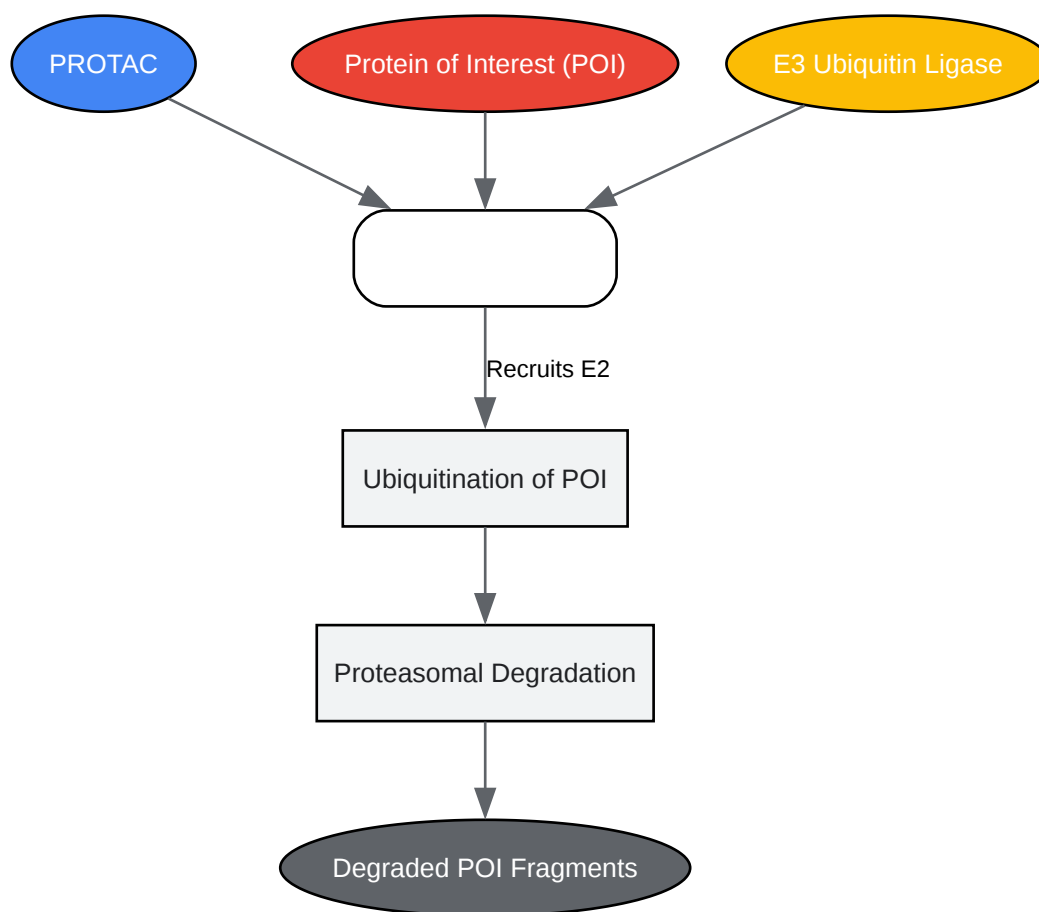 PROTAC
Protein of Interest (POI)
E3 Ubiquitin Ligase
Recruits E2
Ubiquitination of POI
Proteasomal Degradation
Degraded POI Fragments